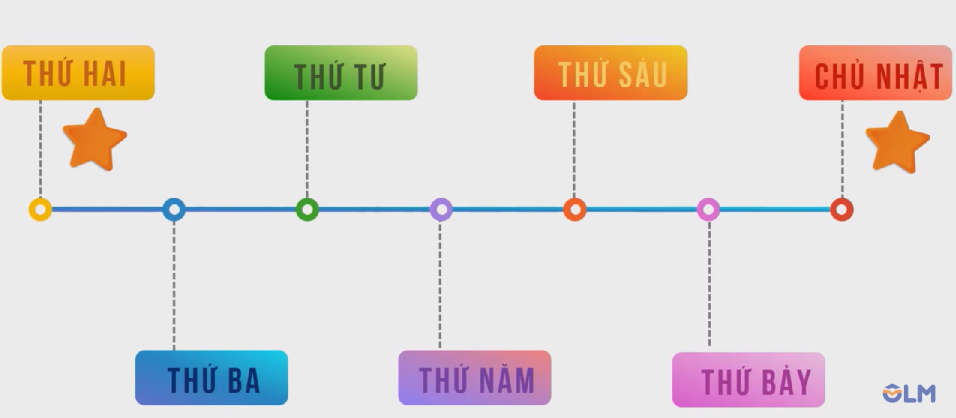 THỨ HAI
THỨ TƯ
THỨ SÁU
CHỦ NHẬT
THỨ BA
THỨ NĂM
THỨ BẢY
OLM